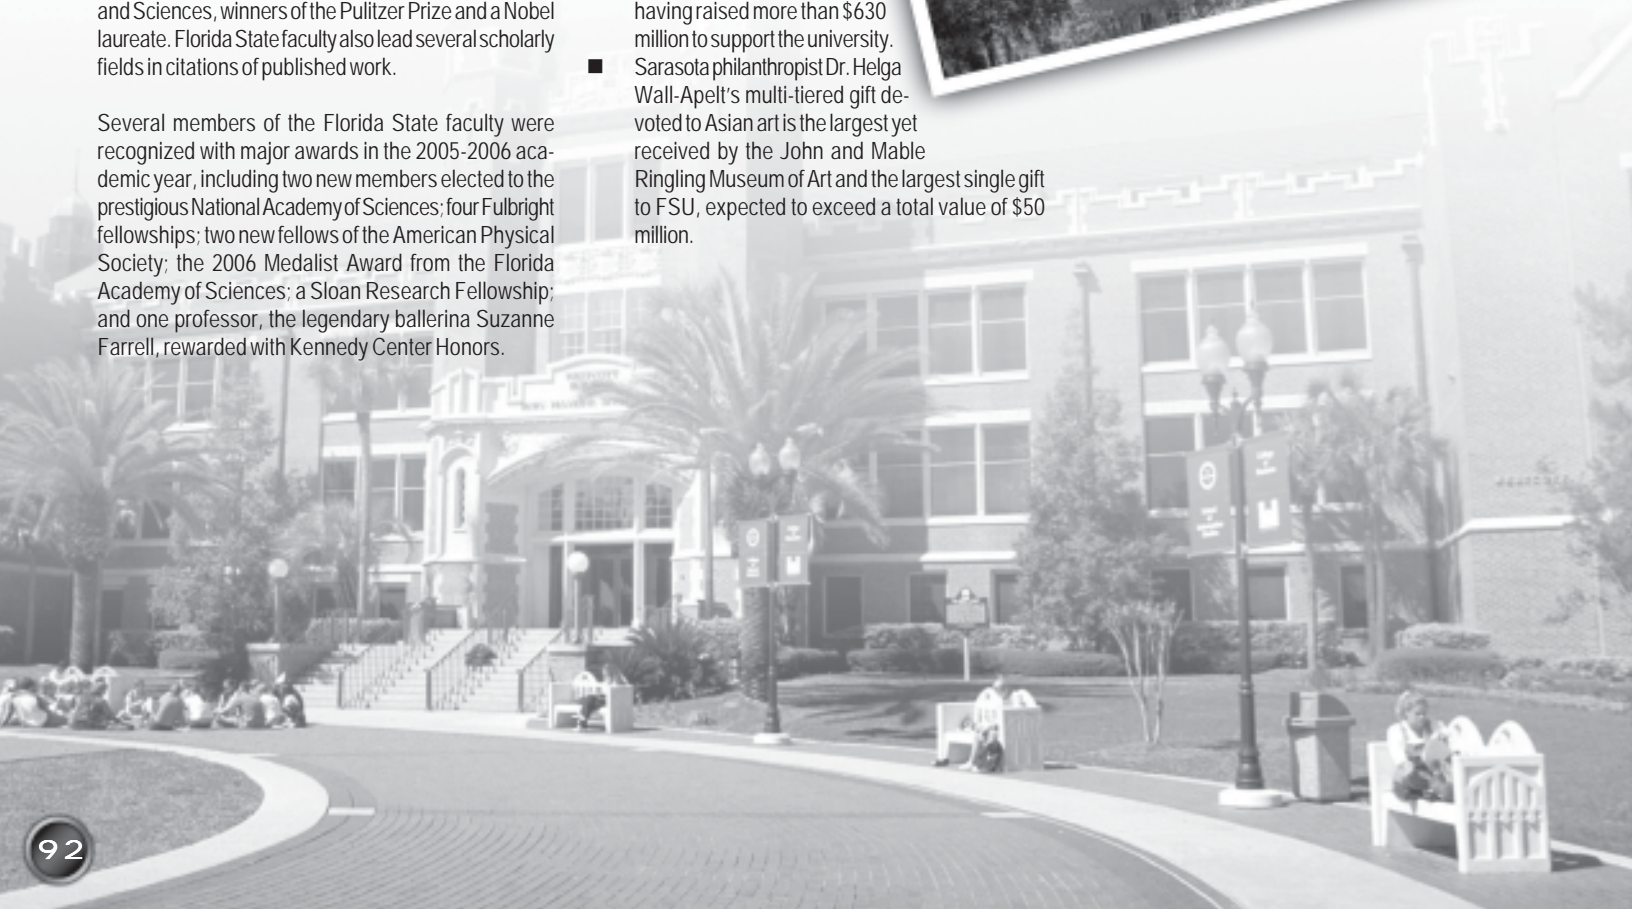 and Sciences, winners of the Pulitzer Prize and a Nobel
laureate. Florida State faculty also lead several scholarly
fields in citations of published work.
Several members of the Florida State faculty were
recognized with major awards in the 2005-2006 aca-
demic year, including two new members elected to the
prestigious National Academy of Sciences; four Fulbright
fellowships; two new fellows of the American Physical
Society; the 2006 Medalist Award from the Florida
Academy of Sciences; a Sloan Research Fellowship;
and one professor, the legendary ballerina Suzanne
Farrell, rewarded with Kennedy Center Honors.
having raised more than $630
million to support the university.
■ Sarasota philanthropist Dr. Helga
Wall-Apelt's multi-tiered gift de-
voted to Asian art is the largest yet
received by the John and Mable
Ringling Museum of Art and the largest single gift
to FSU, expected to exceed a total value of $50
million.
92